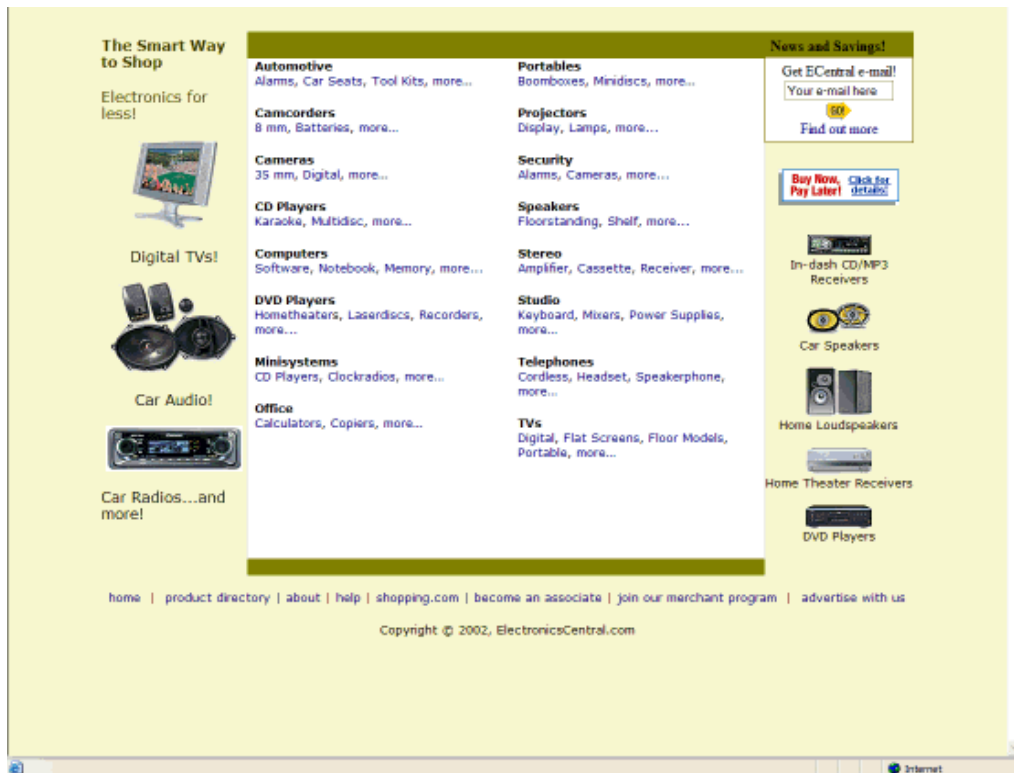 The Smart Way
to Shop
Electronics for
less!
Digital TVs!
Car Audio!
Car Radios...and
more!
Automotive
Alarms, Car Seats, Tool Kits, more...
Camcorders
8 mm, Batteries, more...
Cameras
35 mm, Digital, more...
CD Players
Karaoke, Multidisc, more...
Computers
Software, Notebook, Memory, more...
DVD Players
Hometheaters, Laserdiscs, Recorders,
more...
Minisystems
CD Players, Clockradios, more...
Office
Calculators, Copiers, more...
Portables
Boomboxes, Minidiscs, more...
Projectors
Display, Lamps, more...
Security
Alarms, Cameras, more...
Speakers
Floorstanding, Shelf, more...
Stereo
Amplifier, Cassette, Receiver, more...
Studio
Keyboard, Mixers, Power Supplies,
more...
Telephones
Cordless, Headset, Speakerphone,
more...
TVs
Digital, Flat Screens, Floor Models,
Portable, more...
News and Savings!
Get ECentral e-mail!
Your e-mail here
GO!
Find out more
Buy Now, Click for
Pay Later! details!
In-dash CD/MP3
Receivers
Car Speakers
Home Loudspeakers
Home Theater Receivers
DVD Players
home | product directory | about | help | shopping.com | become an associate | join our merchant program | advertise with us
Copyright © 2002, ElectronicsCentral.com
Internet